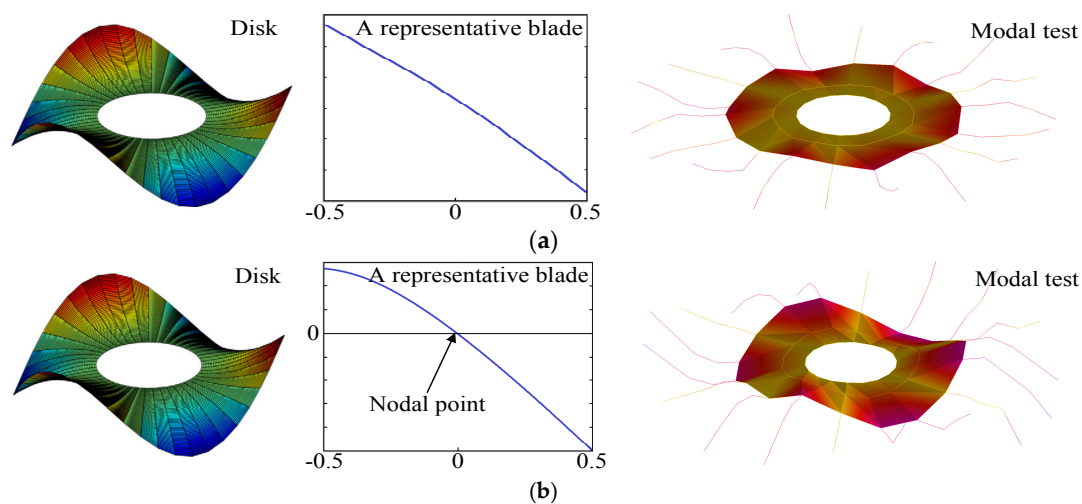 Disk
A representative blade
Modal test
-0.5 0 0.5
(a)
Disk
A representative blade
Modal test
0
Nodal point
-0.5 0 0.5
(b)